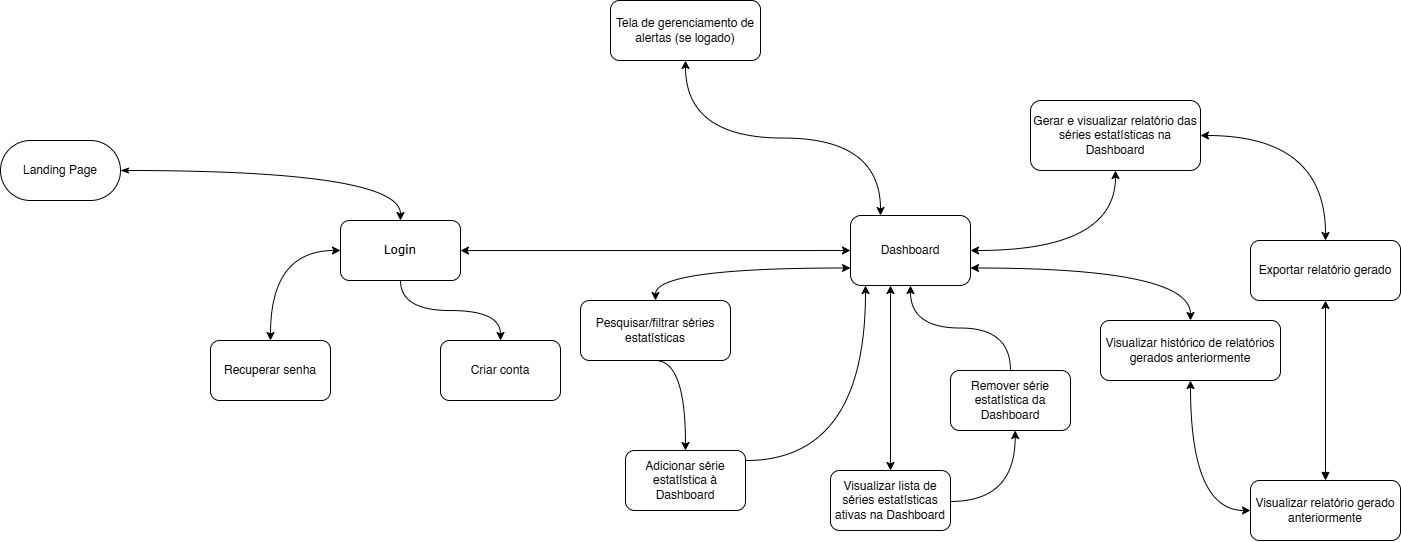 Tela de gerenciamento de
alertas (se logado)
Gerar e visualizar relatório das
séries estatísticas na
Dashboard
Landing Page
Login
Dashboard
Exportar relatório gerado
Pesquisar/filtrar séries
estatísticas
Visualizar histórico de relatórios
gerados anteriormente
Recuperar senha
Criar conta
Remover série
estatística da
Dashboard
Adicionar série
estatística à
Dashboard
Visualizar lista de
séries estatísticas
ativas na Dashboard
Visualizar relatório gerado
anteriormente